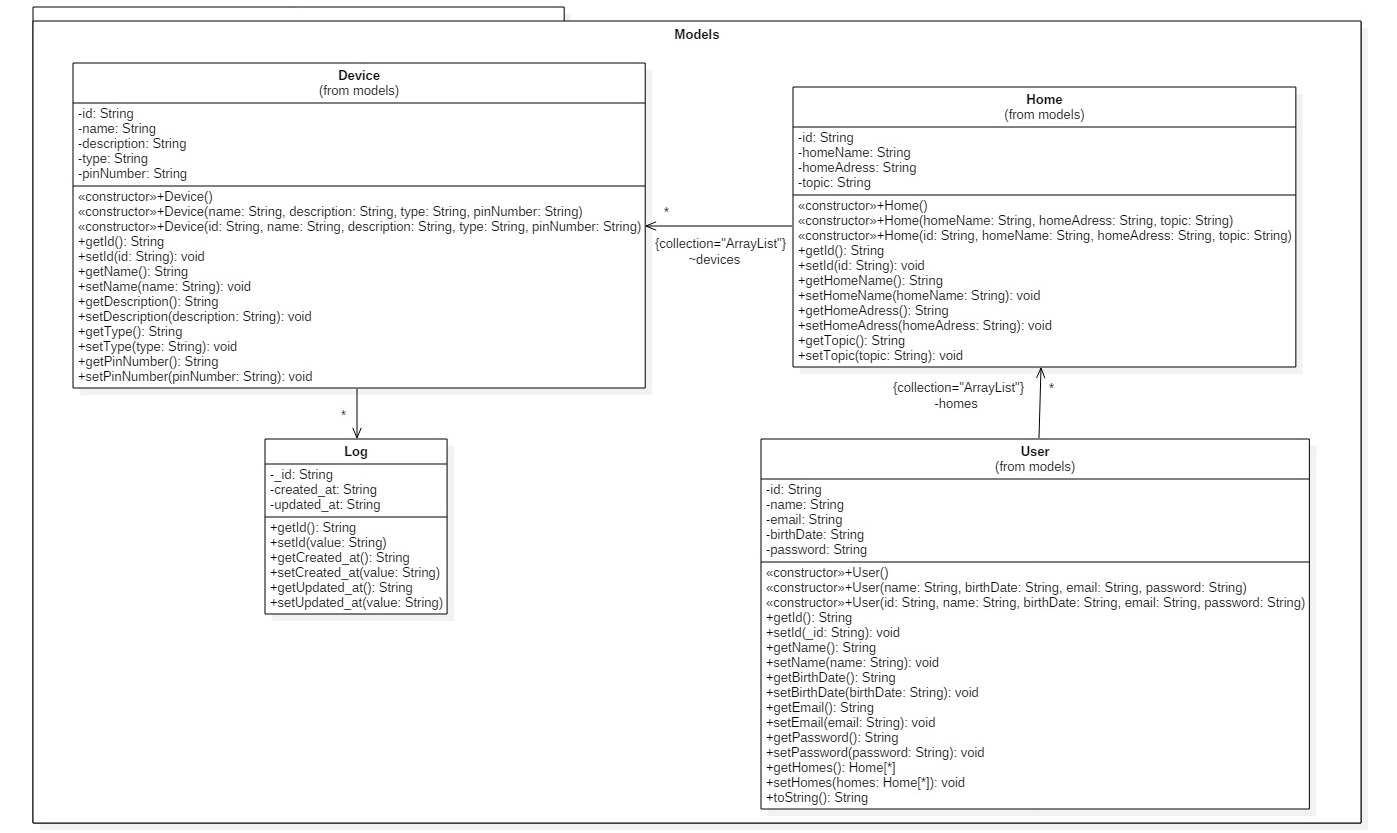 Models
Device
(from models)
-id: String
-name: String
-description: String
-type: String
-pinNumber: String
«constructor»+Device()
«constructor»+Device(name: String, description: String, type: String, pinNumber: String)
«constructor»+Device(id: String, name: String, description: String, type: String, pinNumber: String)
+getId(): String
+setId(id: String): void
+getName(): String
+setName(name: String): void
+getDescription(): String
+setDescription(description: String): void
+getType(): String
+setType(type: String): void
+getPinNumber(): String
+setPinNumber(pinNumber: String): void
*
{collection="ArrayList"}
~devices
Home
(from models)
-id: String
-homeName: String
-homeAdress: String
-topic: String
«constructor»+Home()
«constructor»+Home(homeName: String, homeAdress: String, topic: String)
«constructor»+Home(id: String, homeName: String, homeAdress: String, topic: String)
+getId(): String
+setId(id: String): void
+getHomeName(): String
+setHomeName(homeName: String): void
+getHomeAdress(): String
+setHomeAdress(homeAdress: String): void
+getTopic(): String
+setTopic(topic: String): void
{collection="ArrayList"} *
-homes
*
Log
-_id: String
-created_at: String
-updated_at: String
+getId(): String
+setId(value: String)
+getCreated_at(): String
+setCreated_at(value: String)
+getUpdated_at(): String
+setUpdated_at(value: String)
User
(from models)
-id: String
-name: String
-email: String
-birthDate: String
-password: String
«constructor»+User()
«constructor»+User(name: String, birthDate: String, email: String, password: String)
«constructor»+User(id: String, name: String, birthDate: String, email: String, password: String)
+getId(): String
+setId(_id: String): void
+getName(): String
+setName(name: String): void
+getBirthDate(): String
+setBirthDate(birthDate: String): void
+getEmail(): String
+setEmail(email: String): void
+getPassword(): String
+setPassword(password: String): void
+getHomes(): Home[*]
+setHomes(homes: Home[*]): void
+toString(): String